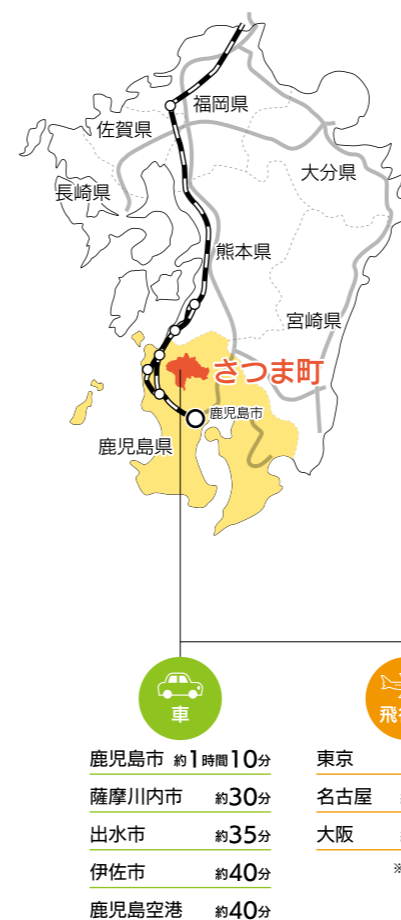 福岡県
佐賀県
大分県
長崎県
熊本県
宮崎県
さつま町
鹿児島市
鹿児島県
車
鹿児島市 約1時間10分
薩摩川内市 約30分
出水市 約35分
伊佐市 約40分
鹿児島空港 約40分
飛
東京
名古屋
大阪
※